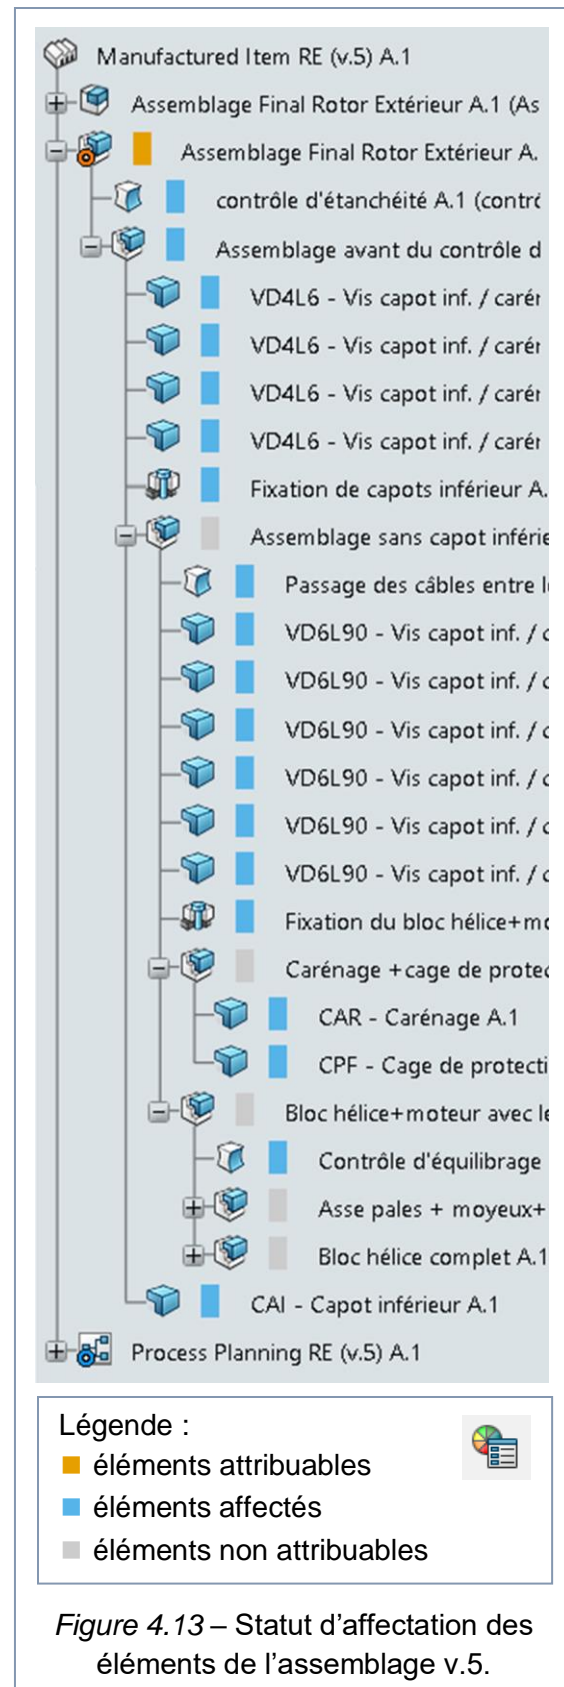 Manufactured Item RE (v.5) A.1
Assemblage Final Rotor Extérieur A.1 (As
Assemblage Final Rotor Extérieur A.
contrôle d'étanchéité A.1 (contrô
Assemblage avant du contrôle d
VD4L6 - Vis capot inf. / carér
VD4L6 - Vis capot inf. / carér
VD4L6 - Vis capot inf. / carér
VD4L6 - Vis capot inf. / carér
Fixation de capots inférieur A.
Assemblage sans capot inférie
Passage des câbles entre l
VD6L90 - Vis capot inf. / c
VD6L90 - Vis capot inf. / c
VD6L90 - Vis capot inf. / c
VD6L90 - Vis capot inf. / c
VD6L90 - Vis capot inf. / c
VD6L90 - Vis capot inf. / c
Fixation du bloc hélice+mo
Carénage +cage de protec
CAR - Carénage A.1
CPF - Cage de protecti
Bloc hélice+moteur avec le
Contrôle d'équilibrage
Asse pales + moyeux+
Bloc hélice complet A.1
CAI - Capot inférieur A.1
Process Planning RE (v.5) A.1
Légende :
éléments attribuables
éléments affectés
éléments non attribuables
Figure 4.13 – Statut d'affectation des
éléments de l'assemblage v.5.